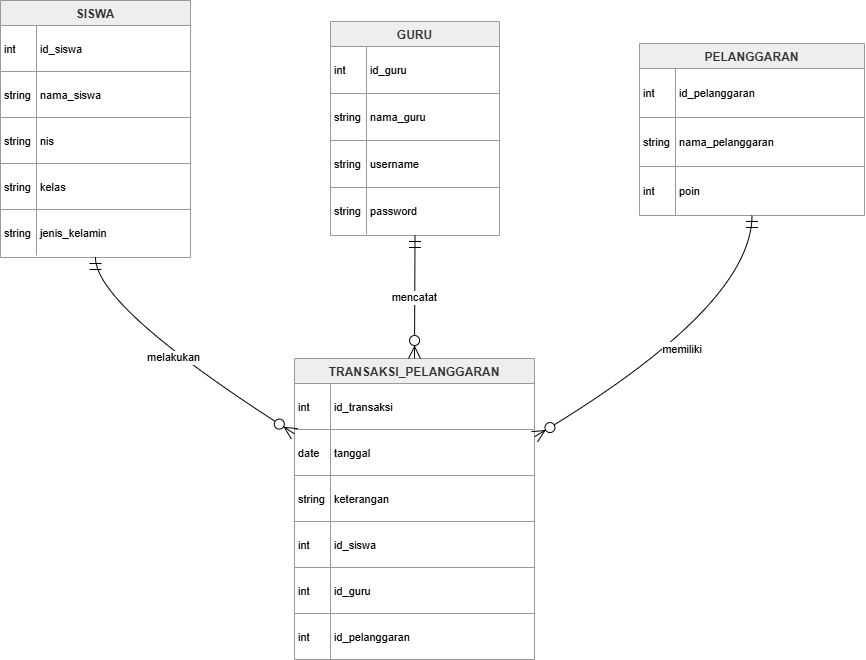 SISWA
int id_siswa
string nama_siswa
string nis
string kelas
string jenis_kelamin
GURU
int id_guru
string nama_guru
string username
string password
PELANGGARAN
int id_pelanggaran
string nama_pelanggaran
int poin
melakukan
mencatat
memiliki
TRANSAKSI_PELANGGARAN
int id_transaksi
date tanggal
string keterangan
int id_siswa
int id_guru
int id_pelanggaran